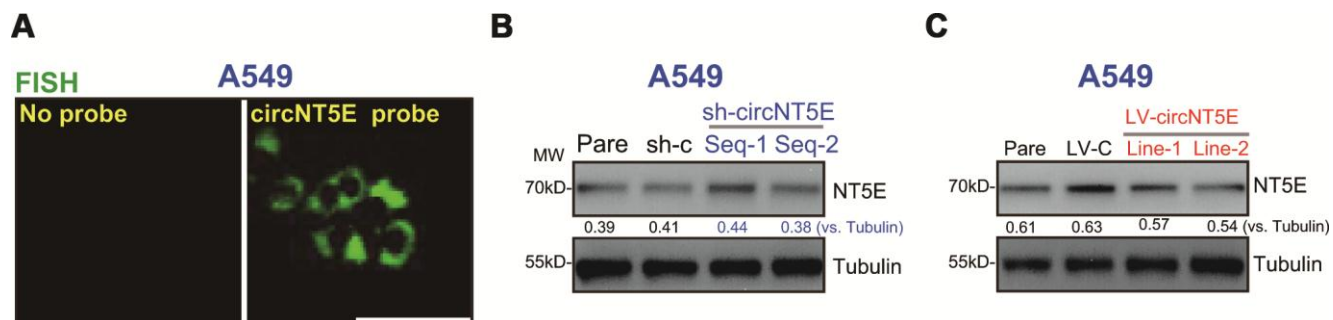 A
FISH A549
No probe circNT5E probe
B
A549
sh-circNT5E
MW Pare sh-c Seq-1 Seq-2
70kD- NT5E
0.39 0.41 0.44 0.38 (vs. Tubulin)
55kD- Tubulin
C
A549
LV-circNT5E
Pare LV-C Line-1 Line-2
MW
70kD- NT5E
0.61 0.63 0.57 0.54 (vs. Tubulin)
55kD- Tubulin